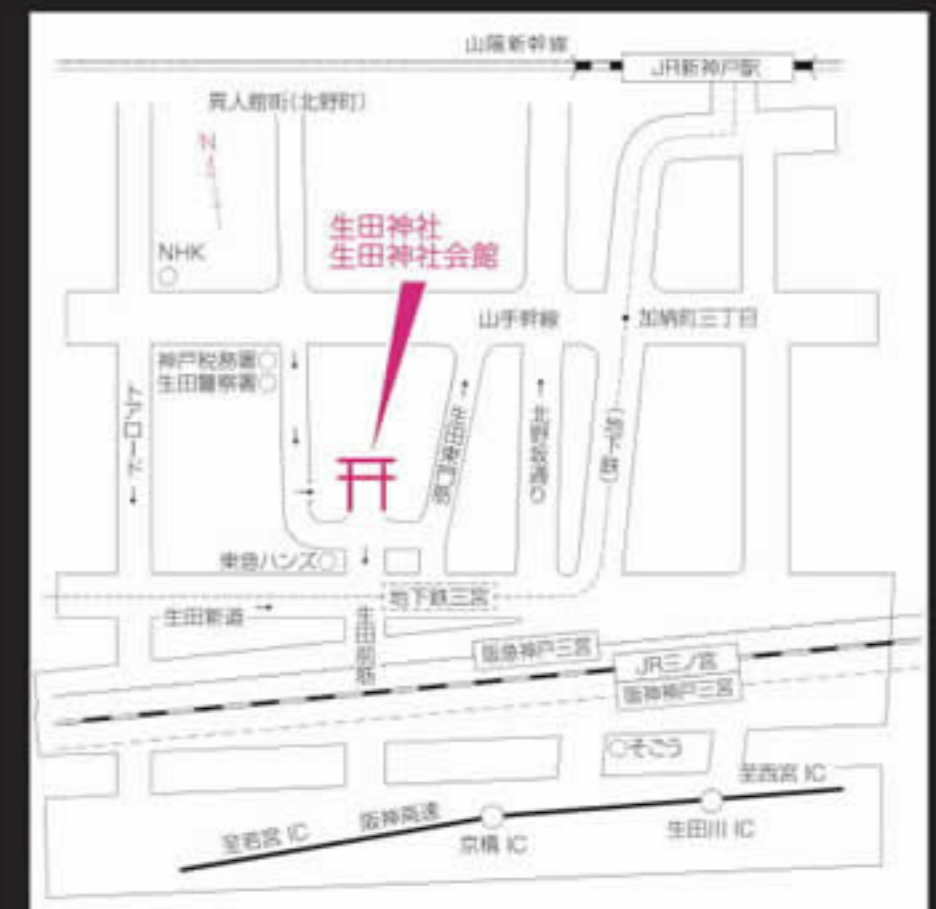 山陽新幹線
JR新神戸駅
異人館街(北野町)
N
生田神社
生田神社会館
NHK
山手幹線
加納町三丁目
神戸税務署
生田警察署
トアロード
生田東門筋
北野坂通り
(地下鉄)
東急ハンズ
地下鉄三宮
生田新道
生田前筋
阪急神戸三宮
JR三ノ宮
阪神神戸三宮
そごう
至西宮 IC
阪神高速
至若宮 IC
京橋 IC
生田川 IC